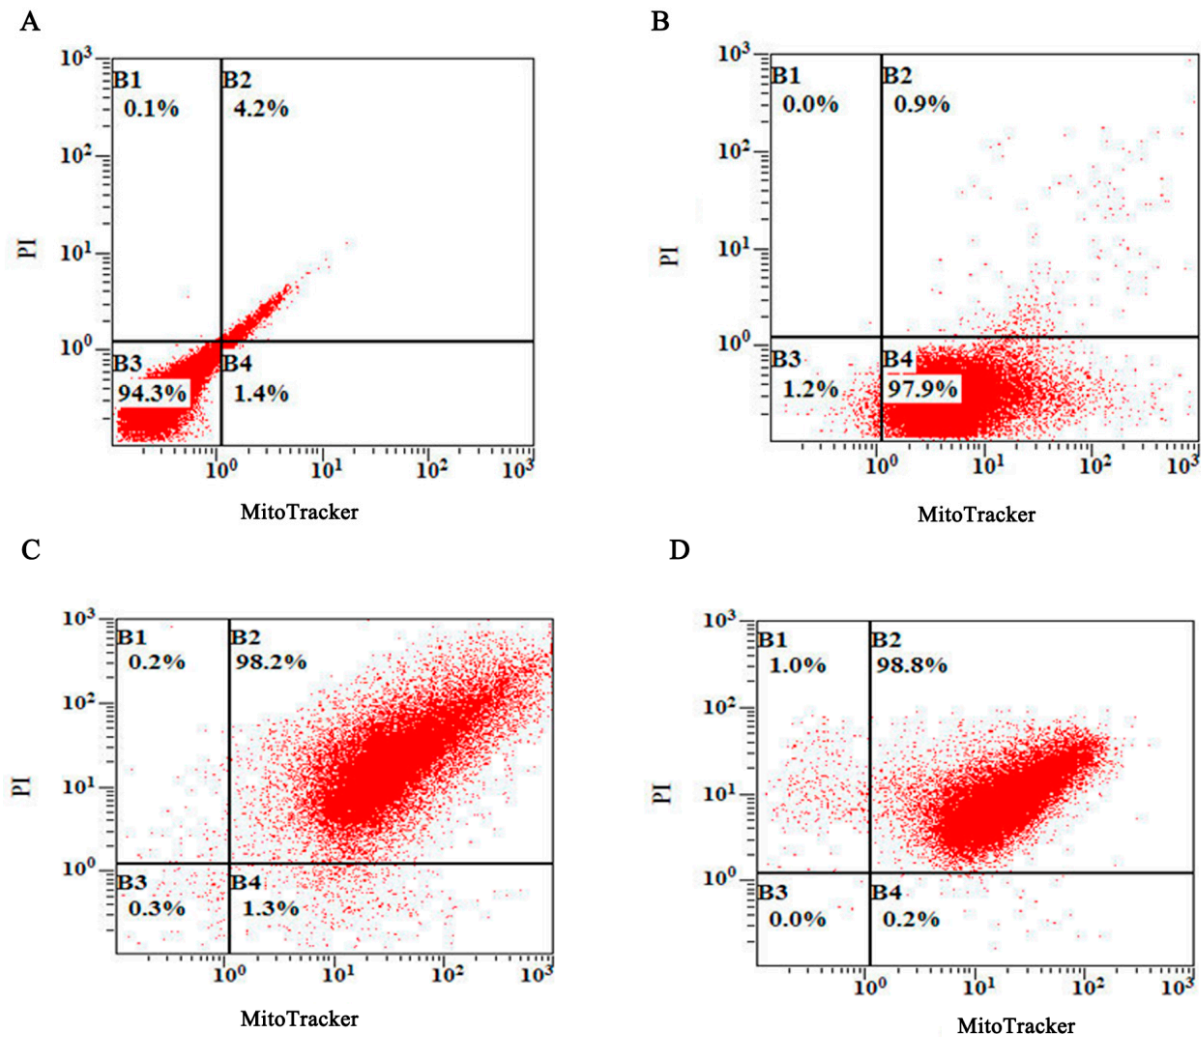 A
10³
B1
B2
0.1%
4.2%
10²
PI
10¹
10⁰
B3
B4
94.3%
1.4%
10⁰ 10¹ 10² 10³
MitoTracker
B
10³
B1
B2
0.0%
0.9%
10²
PI
10¹
10⁰
B3
B4
1.2%
97.9%
10⁰ 10¹ 10² 10³
MitoTracker
C
10³
B1
B2
0.2%
98.2%
10²
PI
10¹
10⁰
B3
B4
0.3%
1.3%
10⁰ 10¹ 10² 10³
MitoTracker
D
10³
B1
B2
1.0%
98.8%
10²
PI
10¹
10⁰
B3
B4
0.0%
0.2%
10⁰ 10¹ 10² 10³
MitoTracker